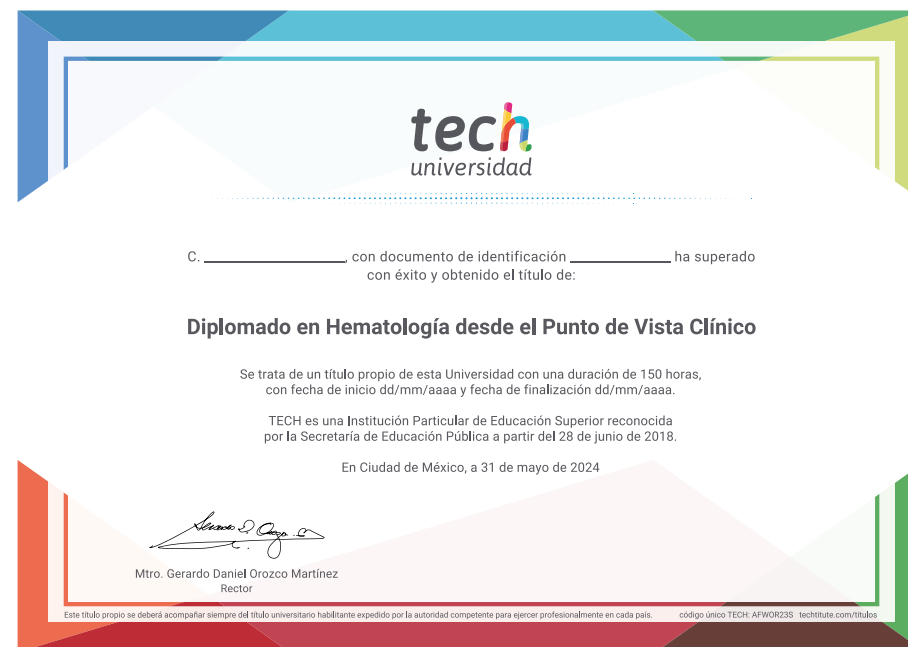 tech
universidad
C. ____________, con documento de identificación ____________ ha superado
con éxito y obtenido el título de:
Diplomado en Hematología desde el Punto de Vista Clínico
Se trata de un título propio de esta Universidad con una duración de 150 horas,
con fecha de inicio dd/mm/aaaa y fecha de finalización dd/mm/aaaa.
TECH es una Institución Particular de Educación Superior reconocida
por la Secretaría de Educación Pública a partir del 28 de junio de 2018.
En Ciudad de México, a 31 de mayo de 2024
Mtro. Gerardo Daniel Orozco Martínez
Rector
Este título propio se deberá acompañar siempre del título universitario habilitante expedido por la autoridad competente para ejercer profesionalmente en cada país. código único TECH: AFWOR23S techtitute.com/titulos